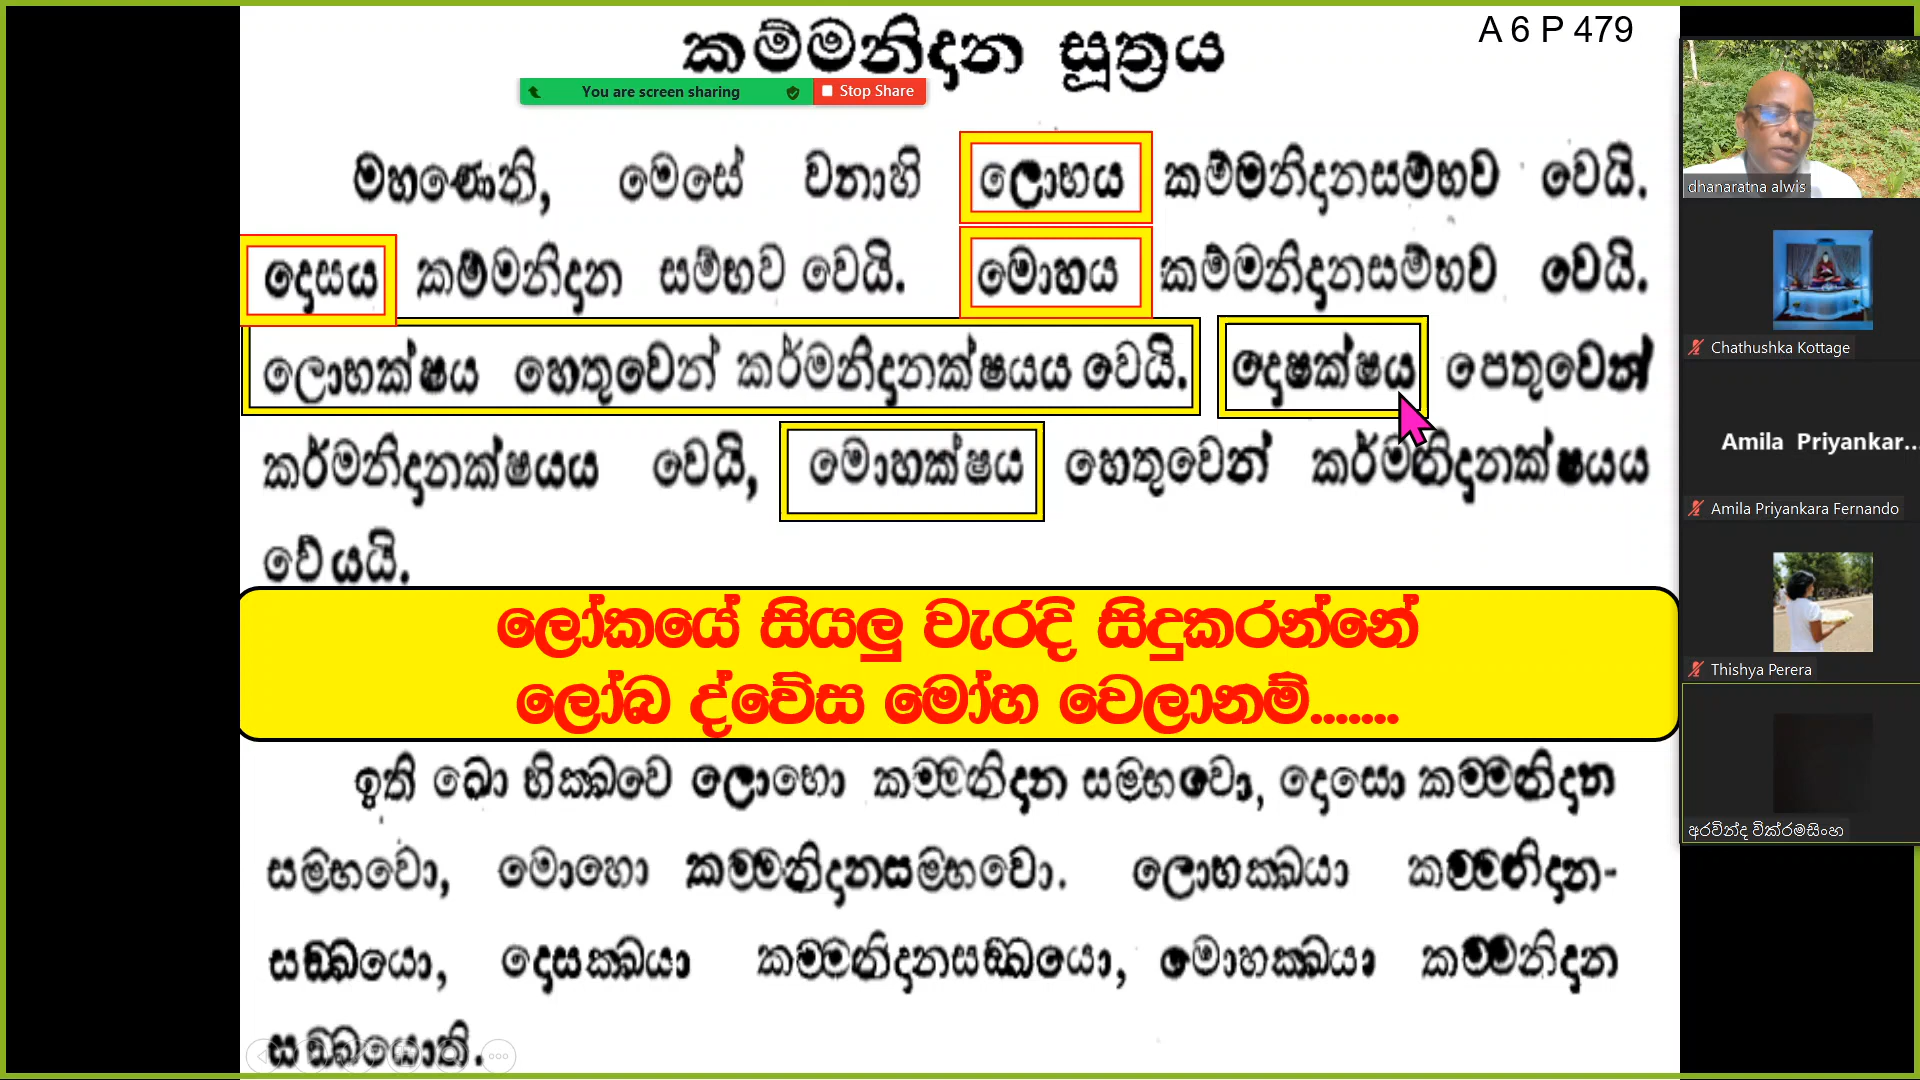 කම්මනිදාන සූත්‍රය
A 6 P 479
You are screen sharing
Stop Share
මහණෙනි, මෙසේ වනාහි ලොභය කම්මනිදානසම්භව වෙයි.
දොසය කම්මනිදාන සම්භව වෙයි. මොහය කම්මනිදානසම්භව වෙයි.
ලොභක්ෂය හෙතුවෙන් කර්මනිදානක්ෂයය වෙයි. දොෂක්ෂය පෙතුවෙන්
කර්මනිදානක්ෂයය වෙයි, මොහක්ෂය හෙතුවෙන් කර්මනිදානක්ෂයය
වේයයි.
ලෝකයේ සියලු වැරදි සිදුකරන්නේ
ලෝබ ද්වේස මෝහ වෙලානම්.......
ඉති ඛො භික්ඛවෙ ලොහො කම්මනිදාන සම්භවො, දොසො කම්මනිදාන
සම්භවො, මොහො කම්මනිදානසම්භවො. ලොභක්ඛයා කම්මනිදාන-
සඞ්ඛයො, දොසක්ඛයා කම්මනිදානසඞ්ඛයො, මොහක්ඛයා කම්මනිදාන
සඞ්ඛයොති.
dhanaratna alwis
Chathushka Kottage
Amila Priyankar...
Amila Priyankara Fernando
Thishya Perera
අරවින්ද වික්රමසිංහ